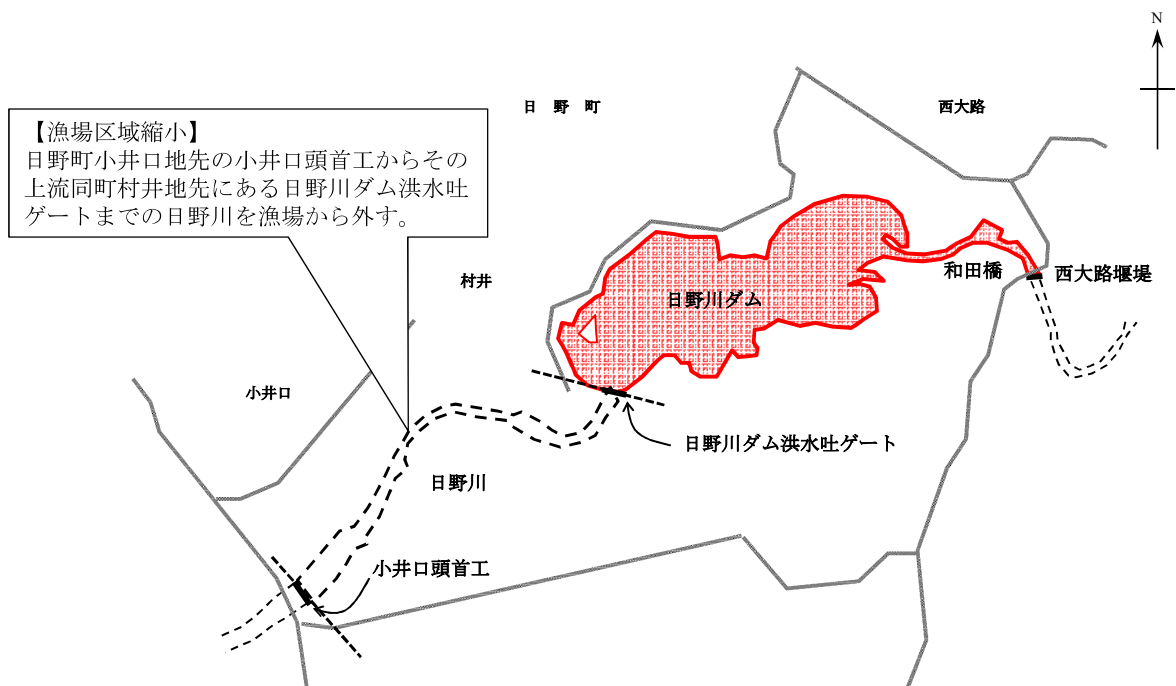 N
日 野 町
西大路
【漁場区域縮小】
日野町小井口地先の小井口頭首工からその
上流同町村井地先にある日野川ダム洪水吐
ゲートまでの日野川を漁場から外す。
村井
和田橋
西大路堰堤
日野川ダム
小井口
日野川ダム洪水吐ゲート
日野川
小井口頭首工